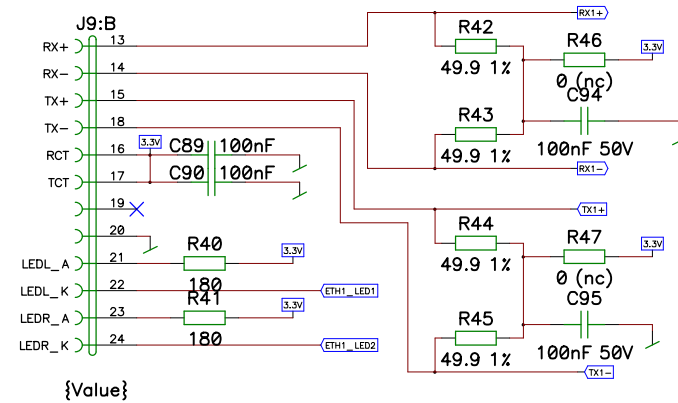 J9:B
RX+ 13
RX- 14
TX+ 15
TX- 18
RCT 16
TCT 17
19
20
LEDL_A 21
LEDL_K 22
LEDR_A 23
LEDR_K 24
{Value}
3.3V
C89 100nF
C90 100nF
R40
180
3.3V
ETH1_LED1
R41
180
3.3V
ETH1_LED2
RX1+
R42
49.9 1%
R46
0 (nc)
3.3V
C94
100nF 50V
R43
49.9 1%
RX1-
TX1+
R44
49.9 1%
R47
0 (nc)
3.3V
C95
100nF 50V
R45
49.9 1%
TX1-